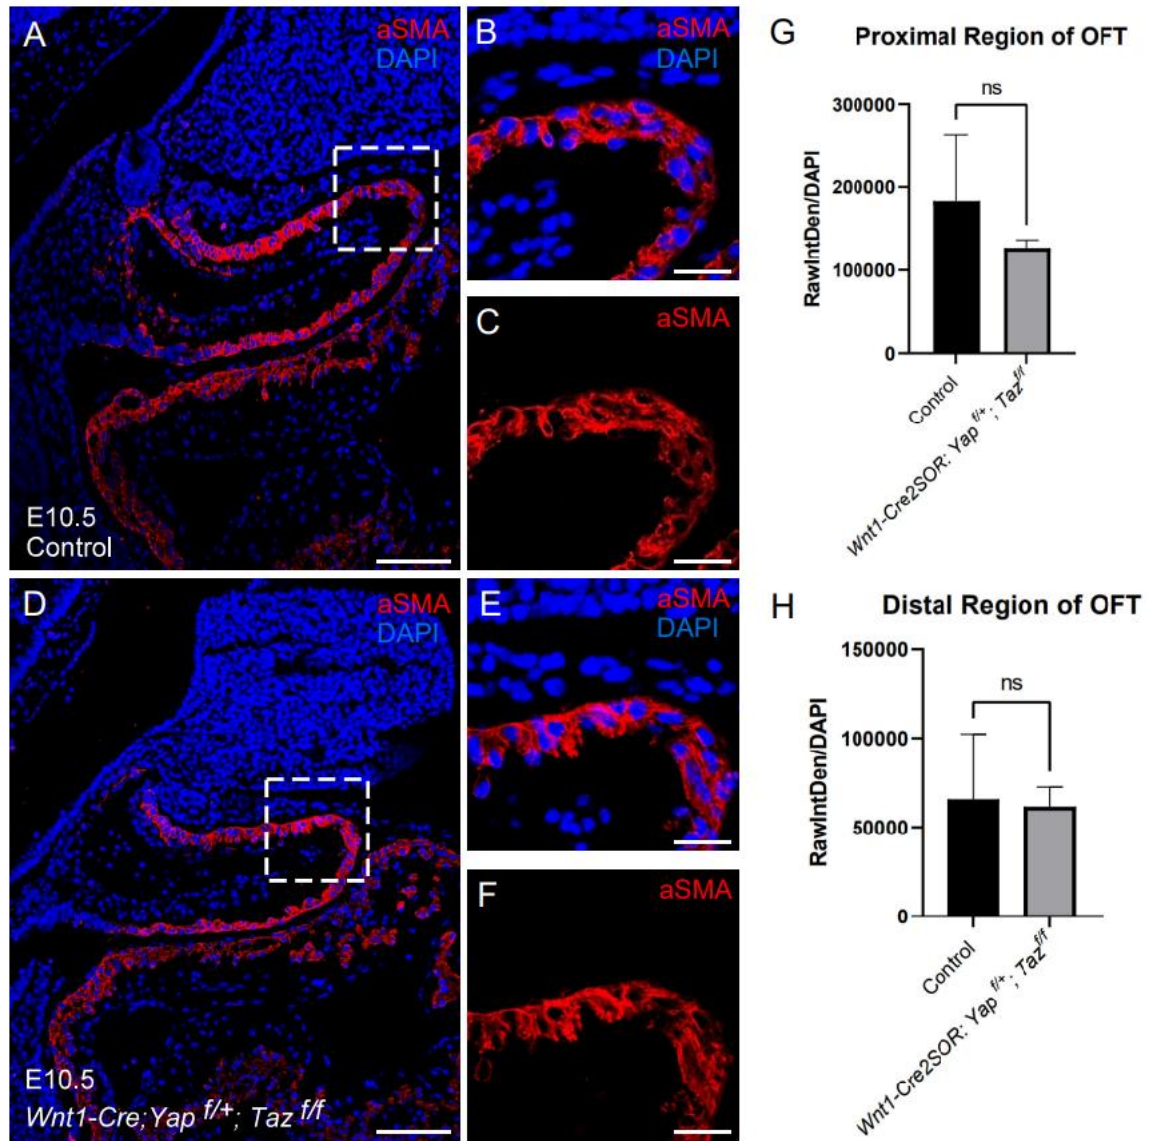 A
aSMA
DAPI
E10.5
Control
B
aSMA
DAPI
C
aSMA
D
aSMA
DAPI
E10.5
Wnt1-Cre;Yap f/+; Taz f/f
E
aSMA
DAPI
F
aSMA
G
Proximal Region of OFT
ns
300000
200000
100000
0
RawIntDen/DAPI
Control
Wnt1-Cre2SOR: Yap f/+; Taz f/f
H
Distal Region of OFT
ns
150000
100000
50000
0
RawIntDen/DAPI
Control
Wnt1-Cre2SOR: Yap f/+; Taz f/f